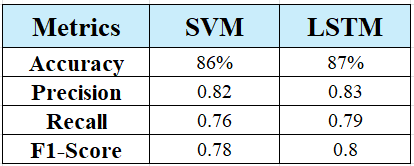 Metrics SVM LSTM
Accuracy 86% 87%
Precision 0.82 0.83
Recall 0.76 0.79
F1-Score 0.78 0.8